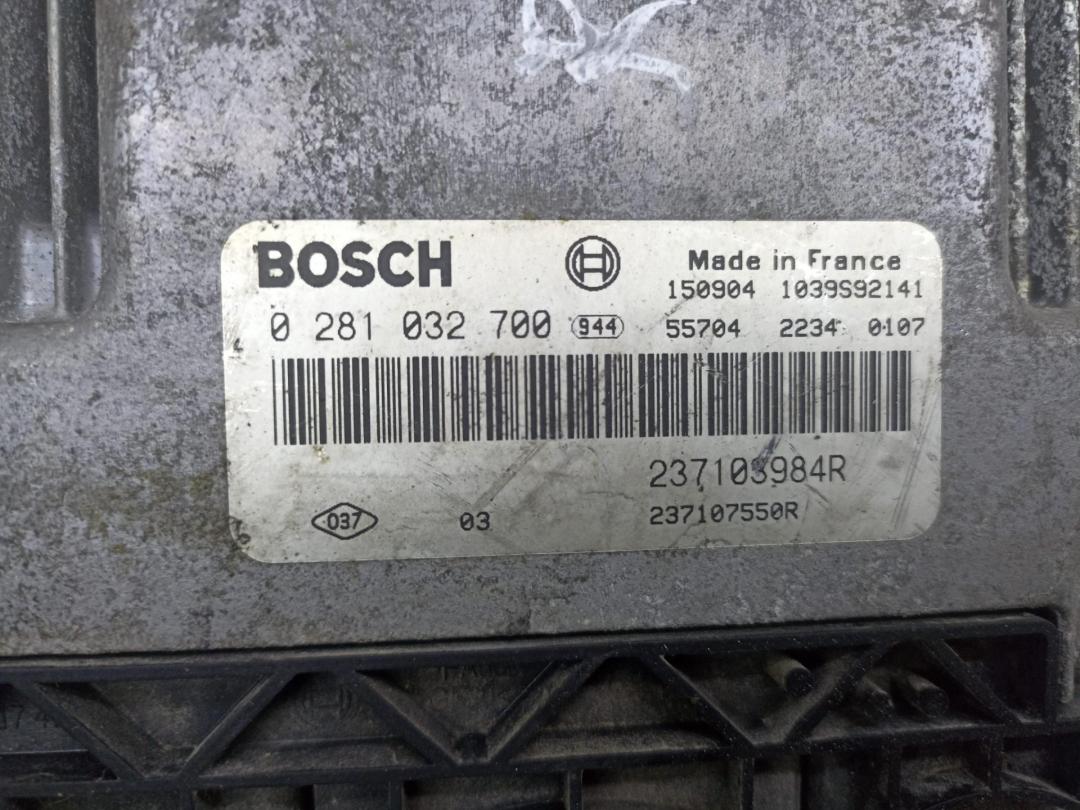 BOSCH
Made in France
150904 1039S92141
0 281 032 700 944
55704 2234 0107
237103984R
037 03 237107550R